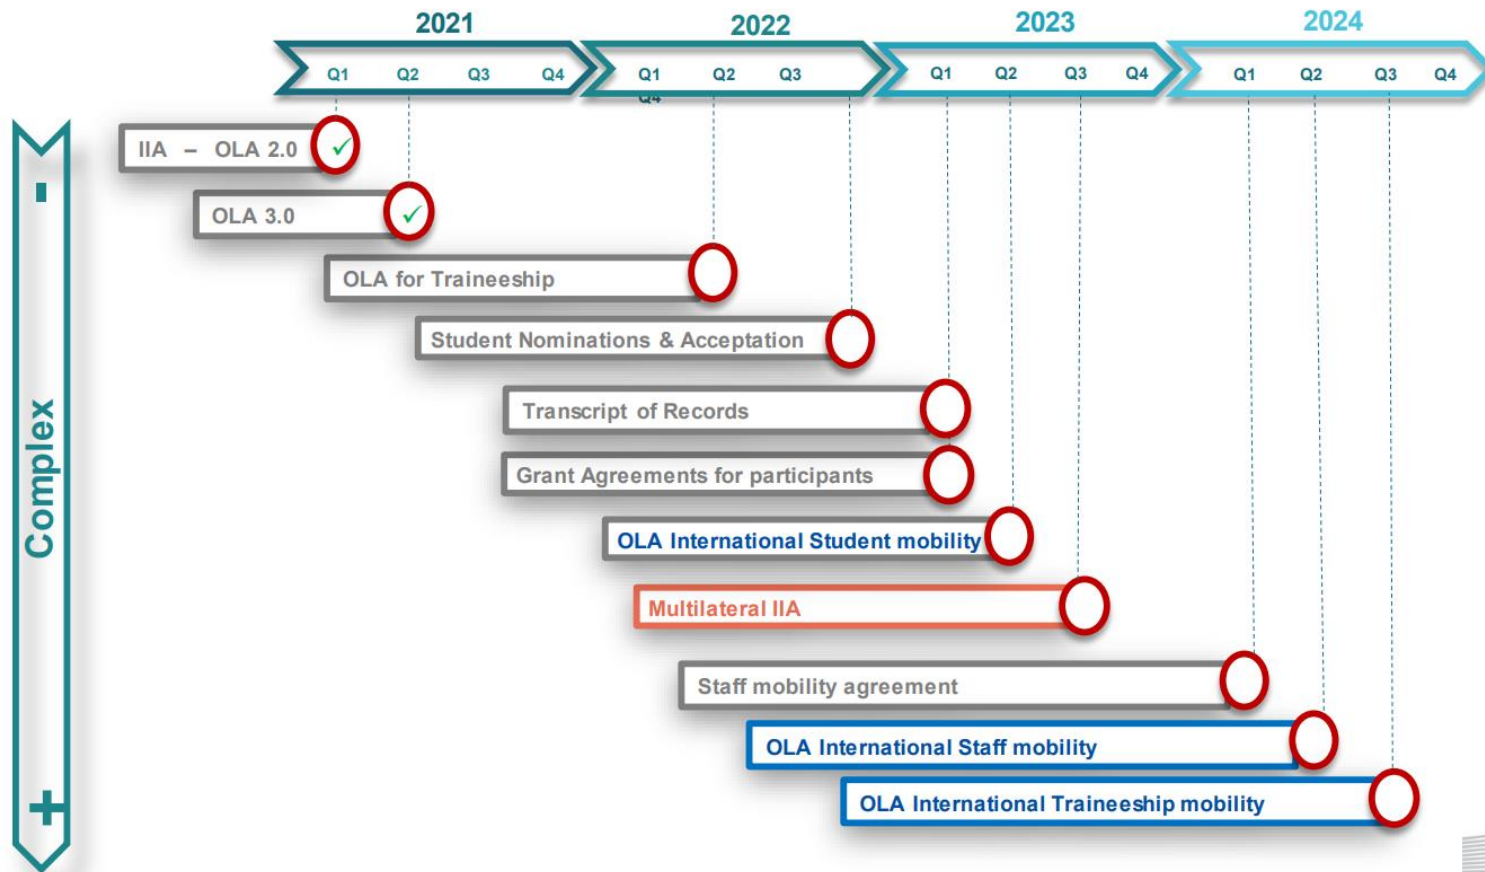 2021
2022
2023
2024
Q1 Q2 Q3 Q4
Q1 Q2 Q3
Q4
Q1 Q2 Q3 Q4
Q1 Q2 Q3 Q4
-
Complex
+
IIA – OLA 2.0
✓
OLA 3.0
✓
OLA for Traineeship
Student Nominations & Acceptation
Transcript of Records
Grant Agreements for participants
OLA International Student mobility
Multilateral IIA
Staff mobility agreement
OLA International Staff mobility
OLA International Traineeship mobility